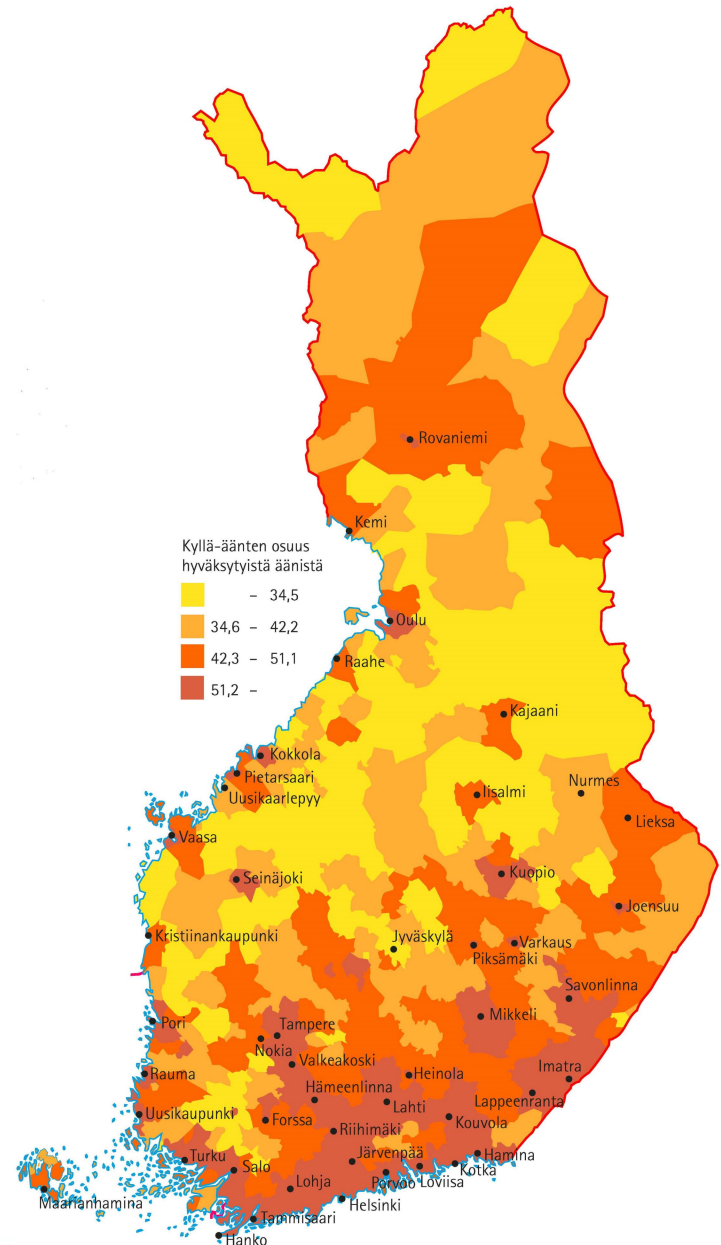 Rovaniemi
Kemi
Kyllä-äänten osuus
hyväksytyistä äänistä
– 34,5
34,6 – 42,2
42,3 – 51,1
51,2 –
Oulu
Raahe
Kajaani
Kokkola
Pietarsaari
Uusikaarlepyy
Iisalmi
Nurmes
Lieksa
Vaasa
Seinäjoki
Kuopio
Joensuu
Kristiinankaupunki
Jyväskylä
Varkaus
Piksämäki
Savonlinna
Mikkeli
Pori
Tampere
Nokia
Valkeakoski
Imatra
Rauma
Heinola
Hämeenlinna
Lappeenranta
Lahti
Uusikaupunki
Forssa
Kouvola
Riihimäki
Turku
Järvenpää
Hamina
Salo
Kotka
Porvoo
Loviisa
Lohja
Maarianhamina
Helsinki
Tammisaari
Hanko